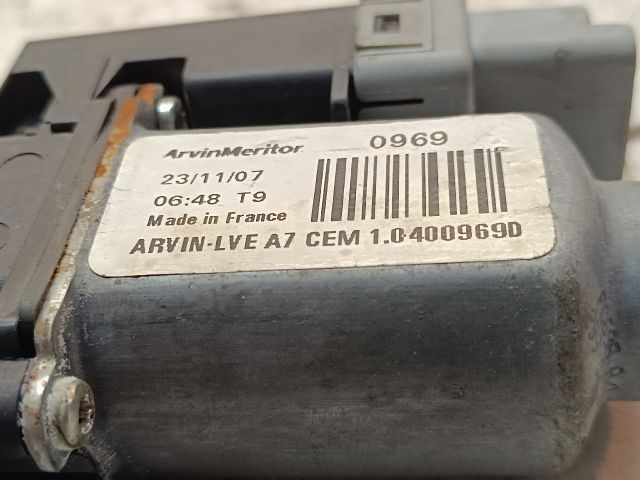 ArvinMeritor 0969
23/11/07
06:48 T9
Made in France
ARVIN-LVE A7 CEM 1.0400969D